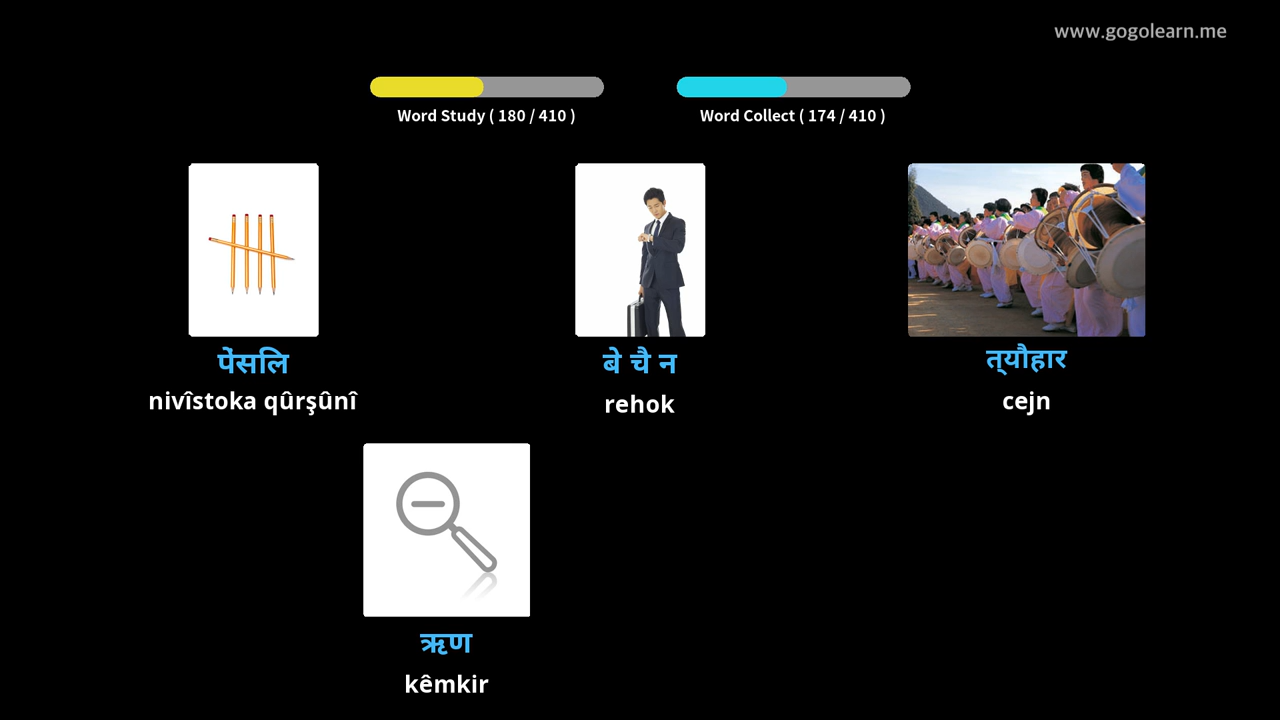 www.gogolearn.me
Word Study ( 180 / 410 )
Word Collect ( 174 / 410 )
पेंसलि
nivîstoka qûrşûnî
बे चै न
rehok
त्यौहार
cejn
ऋण
kêmkir